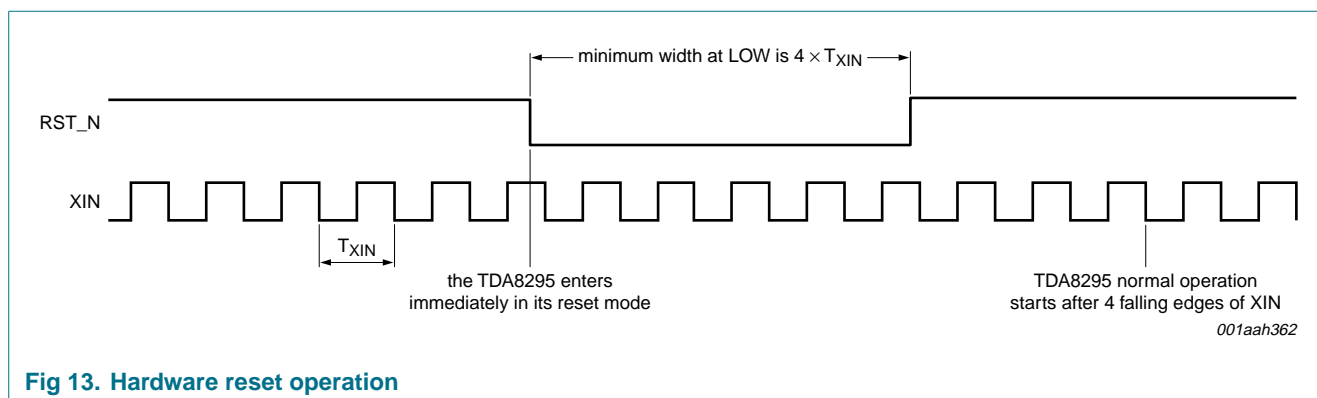 minimum width at LOW is 4 × TXIN
RST_N
XIN
TXIN
the TDA8295 enters
immediately in its reset mode
TDA8295 normal operation
starts after 4 falling edges of XIN
001aah362
Fig 13. Hardware reset operation